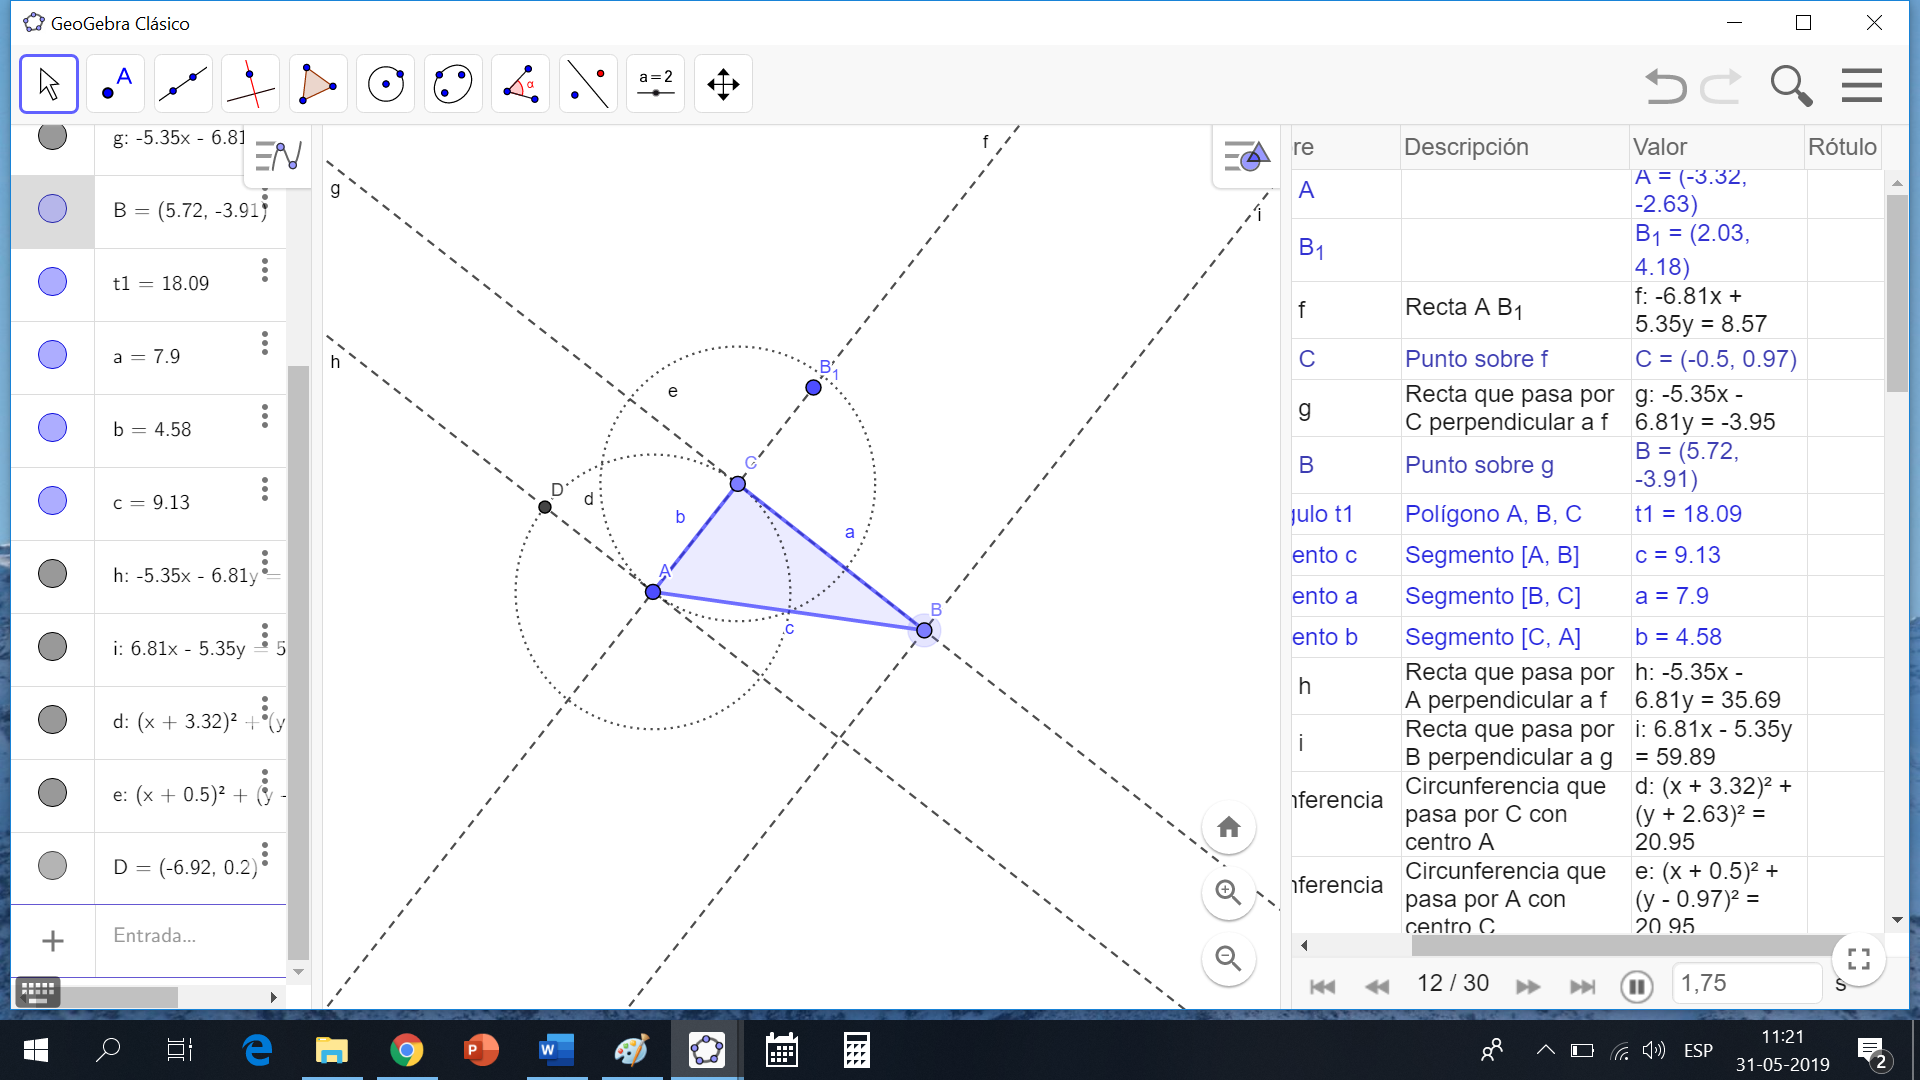 GeoGebra Clásico
A
α
a=2
g: -5.35x - 6.81
B = (5.72, -3.91)
t1 = 18.09
a = 7.9
b = 4.58
c = 9.13
h: -5.35x - 6.81y =
i: 6.81x - 5.35y = 5
d: (x + 3.32)² + (y
e: (x + 0.5)² + (y -
D = (-6.92, 0.2)
Entrada...
f
g
i
h
e
B1
C
D
d
b
a
A
B
c
re
Descripción
Valor
Rótulo
A
A = (-3.32,
-2.63)
B1
B1 = (2.03,
4.18)
f
Recta A B1
f: -6.81x +
5.35y = 8.57
C
Punto sobre f
C = (-0.5, 0.97)
g
Recta que pasa por
C perpendicular a f
g: -5.35x -
6.81y = -3.95
B
Punto sobre g
B = (5.72,
-3.91)
gulo t1
Polígono A, B, C
t1 = 18.09
ento c
Segmento [A, B]
c = 9.13
ento a
Segmento [B, C]
a = 7.9
ento b
Segmento [C, A]
b = 4.58
h
Recta que pasa por
A perpendicular a f
h: -5.35x -
6.81y = 35.69
i
Recta que pasa por
B perpendicular a g
i: 6.81x - 5.35y
= 59.89
nferencia
Circunferencia que
pasa por C con
centro A
d: (x + 3.32)² +
(y + 2.63)² =
20.95
nferencia
Circunferencia que
pasa por A con
centro C
e: (x + 0.5)² +
(y - 0.97)² =
20.95
12 / 30
1,75
s
ESP
11:21
31-05-2019
2